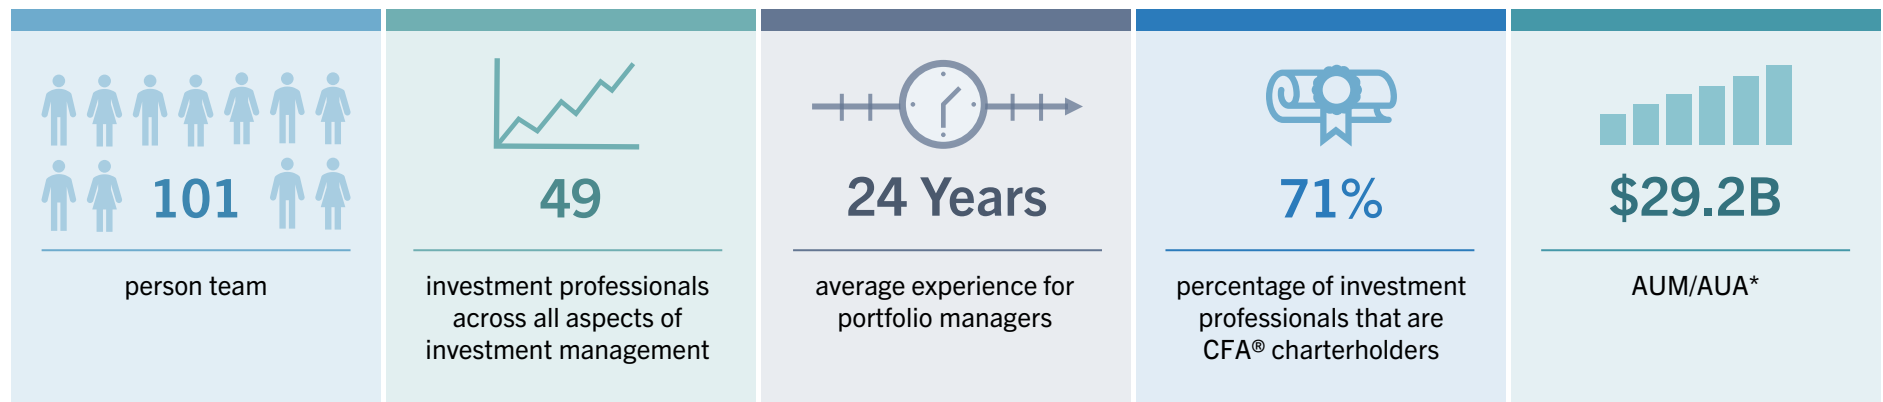 101
person team
49
investment professionals
across all aspects of
investment management
24 Years
average experience for
portfolio managers
71%
percentage of investment
professionals that are
CFA® charterholders
$29.2B
AUM/AUA*